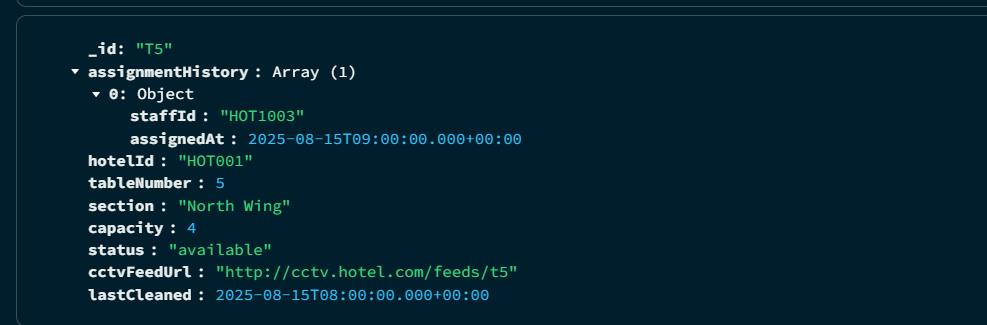 _id: "T5"
assignmentHistory : Array (1)
0: Object
staffId : "HOT1003"
assignedAt : 2025-08-15T09:00:00.000+00:00
hotelId : "HOT001"
tableNumber : 5
section : "North Wing"
capacity : 4
status : "available"
cctvFeedUrl : "http://cctv.hotel.com/feeds/t5"
lastCleaned : 2025-08-15T08:00:00.000+00:00